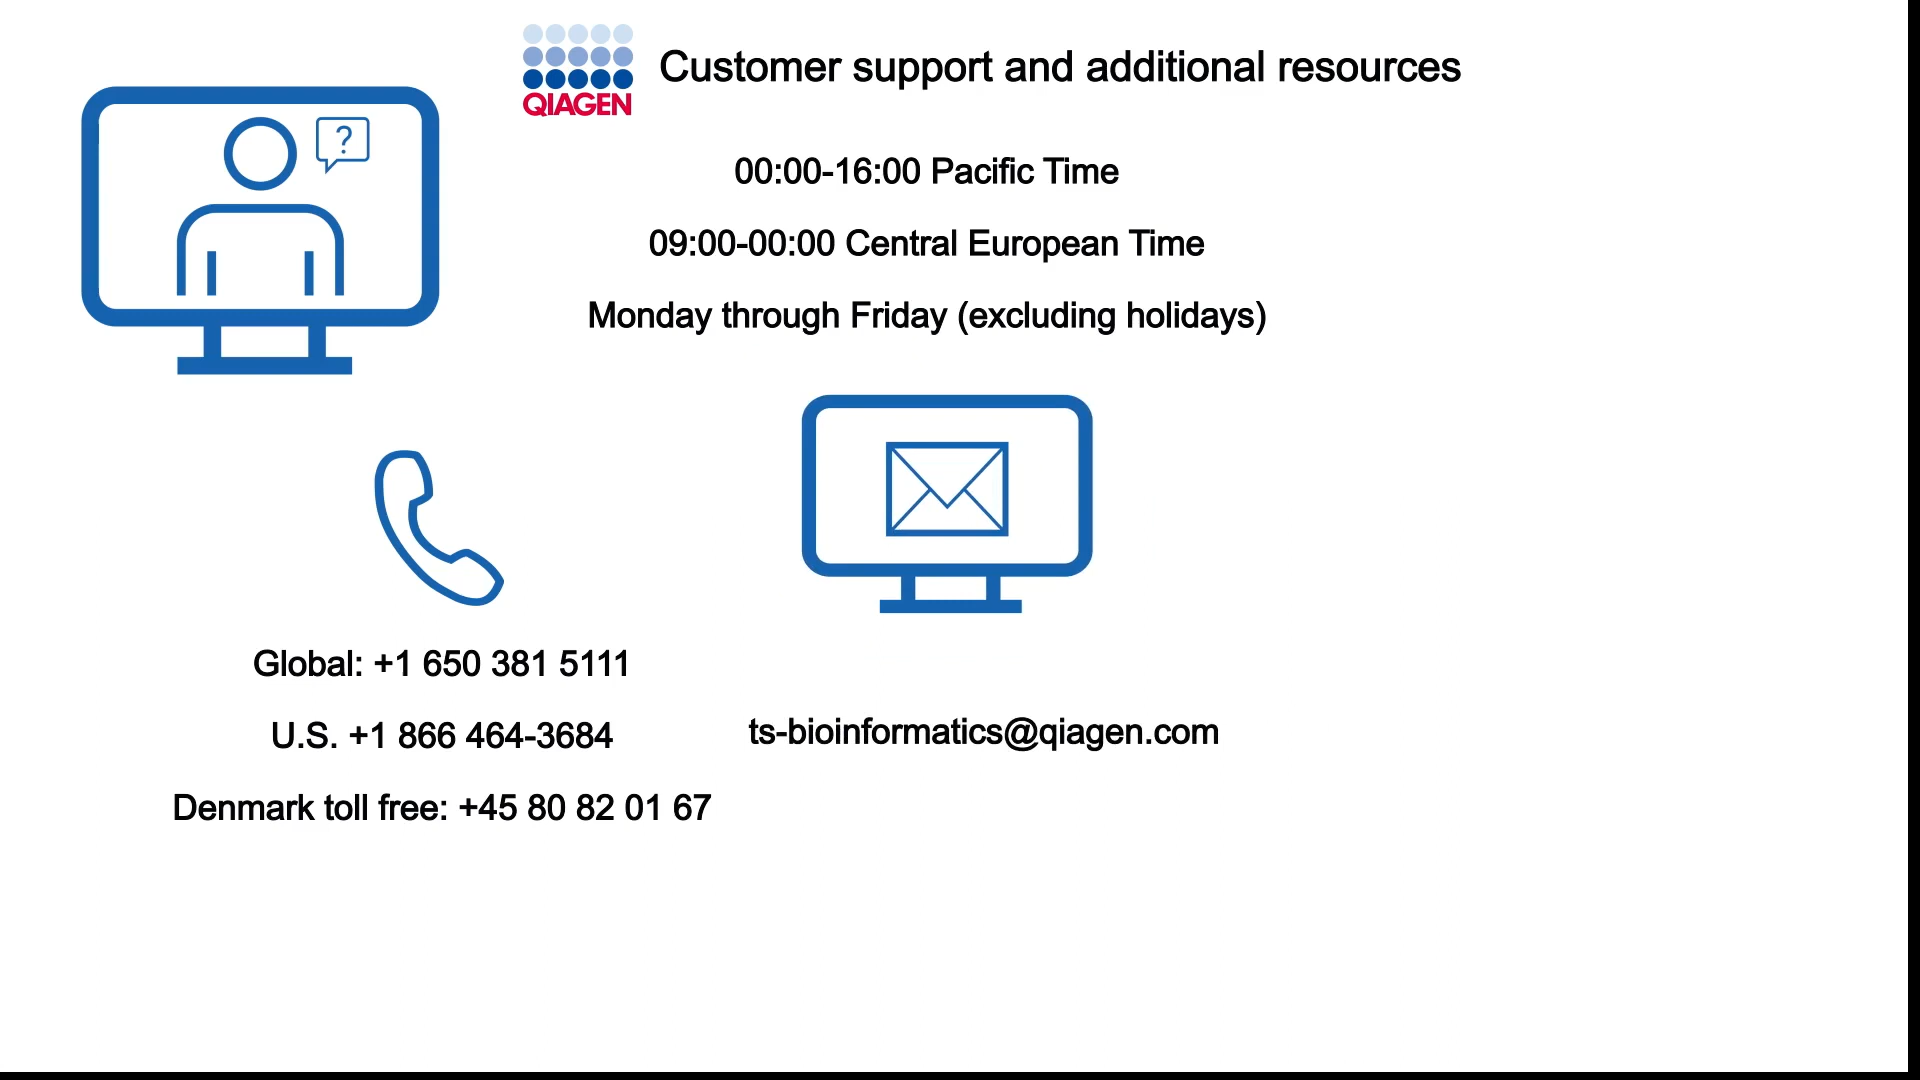 QIAGEN
Customer support and additional resources
?
00:00-16:00 Pacific Time
09:00-00:00 Central European Time
Monday through Friday (excluding holidays)
Global: +1 650 381 5111
U.S. +1 866 464-3684
Denmark toll free: +45 80 82 01 67
ts-bioinformatics@qiagen.com